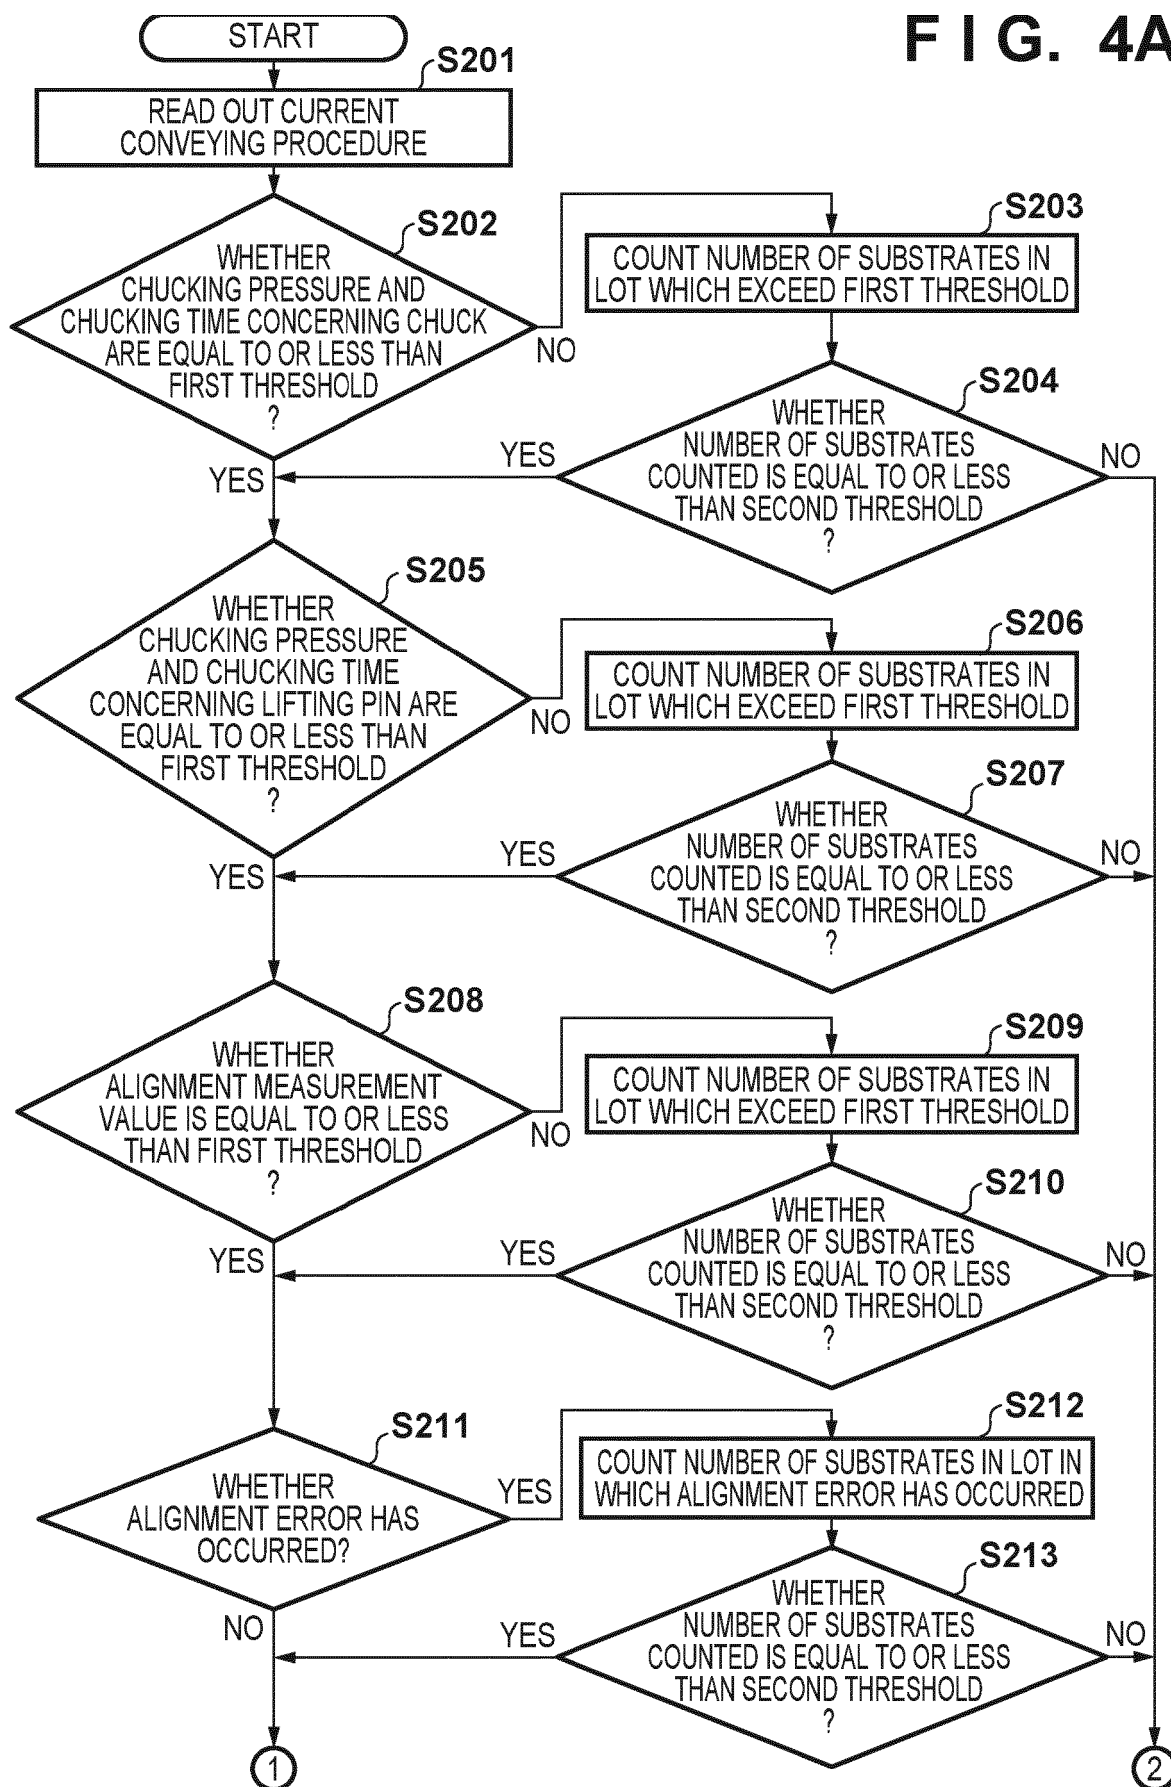 FIG. 4A
START
S201
READ OUT CURRENT
CONVEYING PROCEDURE
S202
WHETHER
CHUCKING PRESSURE AND
CHUCKING TIME CONCERNING CHUCK
ARE EQUAL TO OR LESS THAN
FIRST THRESHOLD
?
NO
YES
S203
COUNT NUMBER OF SUBSTRATES IN
LOT WHICH EXCEED FIRST THRESHOLD
S204
WHETHER
NUMBER OF SUBSTRATES
COUNTED IS EQUAL TO OR LESS
THAN SECOND THRESHOLD
?
YES
NO
S205
WHETHER
CHUCKING PRESSURE
AND CHUCKING TIME
CONCERNING LIFTING PIN ARE
EQUAL TO OR LESS THAN
FIRST THRESHOLD
?
NO
YES
S206
COUNT NUMBER OF SUBSTRATES IN
LOT WHICH EXCEED FIRST THRESHOLD
S207
WHETHER
NUMBER OF SUBSTRATES
COUNTED IS EQUAL TO OR LESS
THAN SECOND THRESHOLD
?
YES
NO
S208
WHETHER
ALIGNMENT MEASUREMENT
VALUE IS EQUAL TO OR LESS
THAN FIRST THRESHOLD
?
NO
YES
S209
COUNT NUMBER OF SUBSTRATES IN
LOT WHICH EXCEED FIRST THRESHOLD
S210
WHETHER
NUMBER OF SUBSTRATES
COUNTED IS EQUAL TO OR LESS
THAN SECOND THRESHOLD
?
YES
NO
S211
WHETHER
ALIGNMENT ERROR HAS
OCCURRED?
YES
NO
S212
COUNT NUMBER OF SUBSTRATES IN LOT IN
WHICH ALIGNMENT ERROR HAS OCCURRED
S213
WHETHER
NUMBER OF SUBSTRATES
COUNTED IS EQUAL TO OR LESS
THAN SECOND THRESHOLD
?
YES
NO
1
2